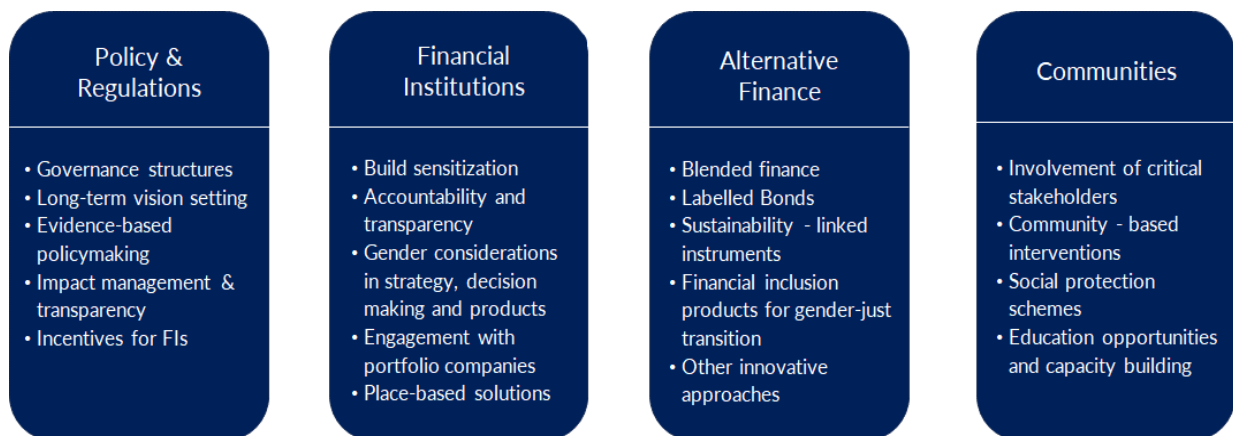 Policy &
Regulations
• Governance structures
• Long-term vision setting
• Evidence-based
policymaking
• Impact management &
transparency
• Incentives for FIs
Financial
Institutions
• Build sensitization
• Accountability and
transparency
• Gender considerations
in strategy, decision
making and products
• Engagement with
portfolio companies
• Place-based solutions
Alternative
Finance
• Blended finance
• Labelled Bonds
• Sustainability - linked
instruments
• Financial inclusion
products for gender-just
transition
• Other innovative
approaches
Communities
• Involvement of critical
stakeholders
• Community - based
interventions
• Social protection
schemes
• Education opportunities
and capacity building